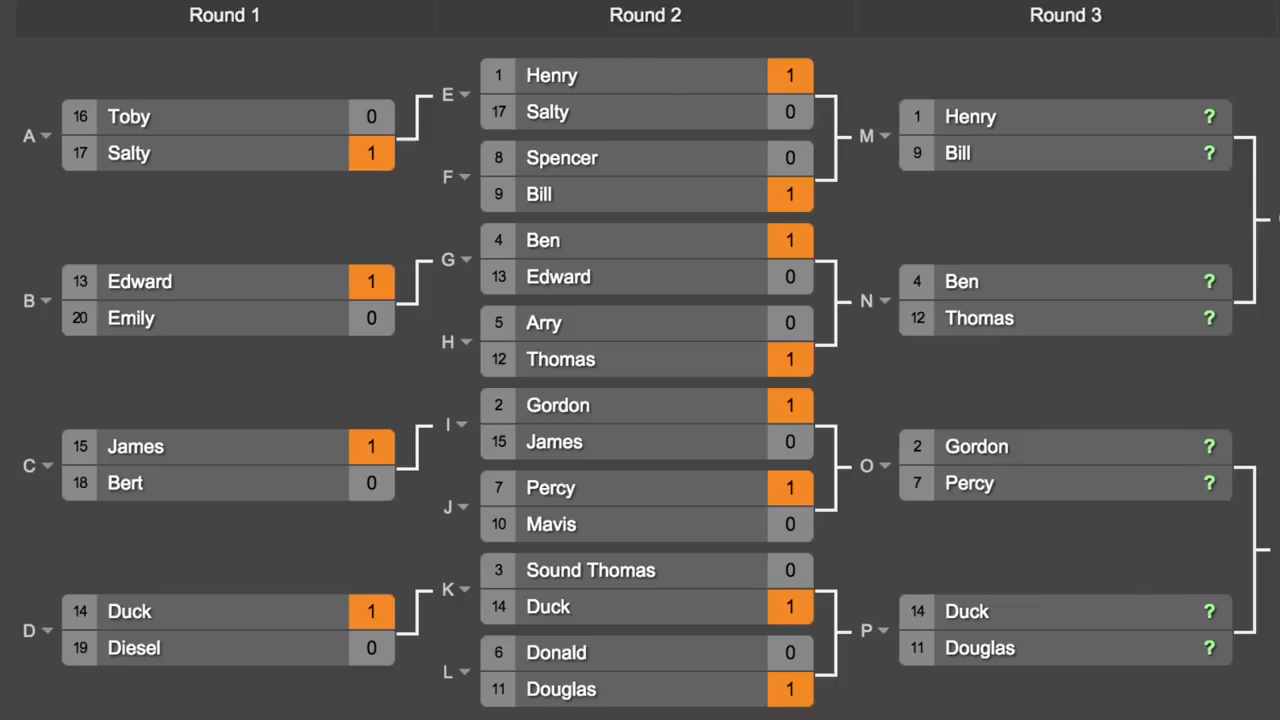 Round 1
Round 2
Round 3
A
16 Toby 0
17 Salty 1
B
13 Edward 1
20 Emily 0
C
15 James 1
18 Bert 0
D
14 Duck 1
19 Diesel 0
E
1 Henry 1
17 Salty 0
F
8 Spencer 0
9 Bill 1
G
4 Ben 1
13 Edward 0
H
5 Arry 0
12 Thomas 1
I
2 Gordon 1
15 James 0
J
7 Percy 1
10 Mavis 0
K
3 Sound Thomas 0
14 Duck 1
L
6 Donald 0
11 Douglas 1
M
1 Henry ?
9 Bill ?
N
4 Ben ?
12 Thomas ?
O
2 Gordon ?
7 Percy ?
P
14 Duck ?
11 Douglas ?